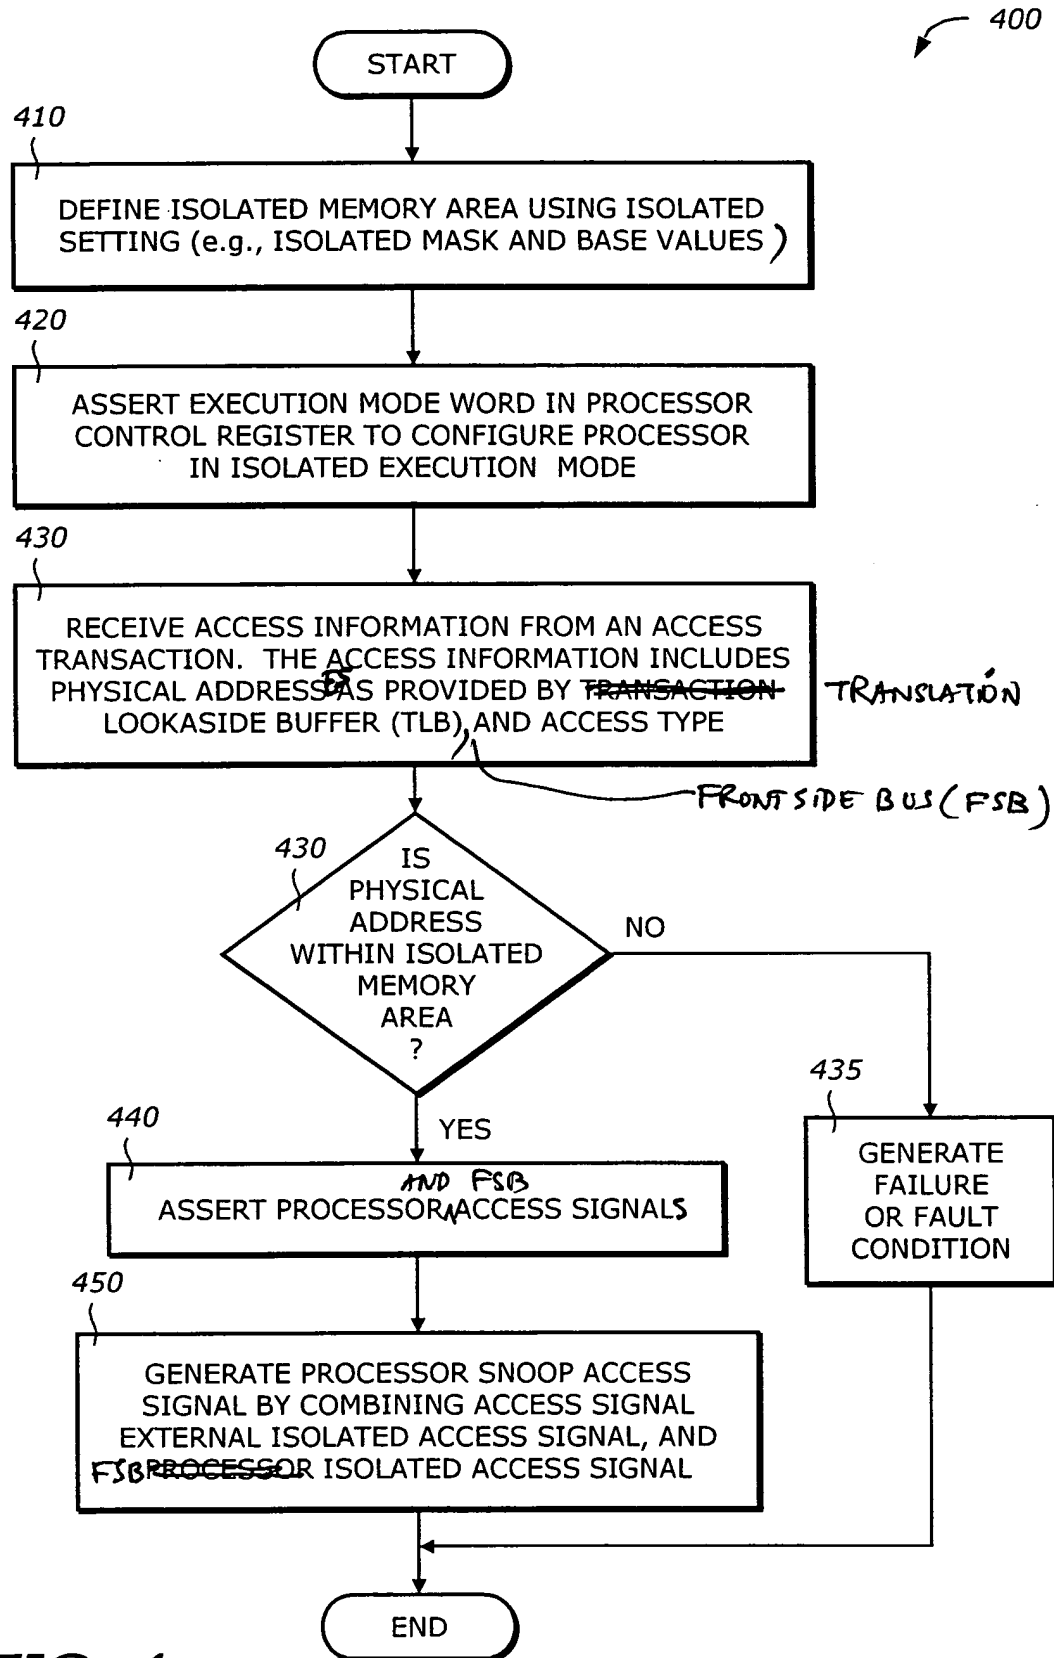 400
START
410
DEFINE ISOLATED MEMORY AREA USING ISOLATED
SETTING (e.g., ISOLATED MASK AND BASE VALUES)
420
ASSERT EXECUTION MODE WORD IN PROCESSOR
CONTROL REGISTER TO CONFIGURE PROCESSOR
IN ISOLATED EXECUTION MODE
430
RECEIVE ACCESS INFORMATION FROM AN ACCESS
TRANSACTION. THE ACCESS INFORMATION INCLUDES
PHYSICAL ADDRESS ES AS PROVIDED BY TRANSACTION TRANSLATION
LOOKASIDE BUFFER (TLB), AND ACCESS TYPE
FRONT SIDE BUS (FSB)
430
IS
PHYSICAL
ADDRESS
WITHIN ISOLATED
MEMORY
AREA
?
NO
YES
435
GENERATE
FAILURE
OR FAULT
CONDITION
440
AND FSB
ASSERT PROCESSOR ACCESS SIGNALS
450
GENERATE PROCESSOR SNOOP ACCESS
SIGNAL BY COMBINING ACCESS SIGNAL
EXTERNAL ISOLATED ACCESS SIGNAL, AND
FSB PROCESSOR ISOLATED ACCESS SIGNAL
END